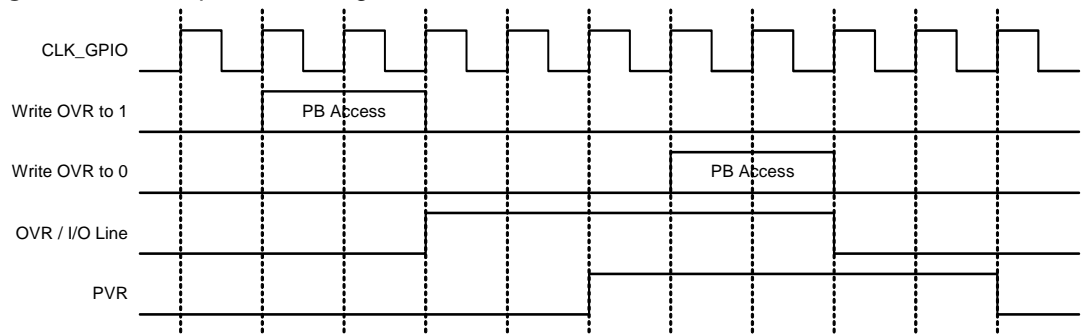 CLK_GPIO
Write OVR to 1
PB Access
Write OVR to 0
PB Access
OVR / I/O Line
PVR